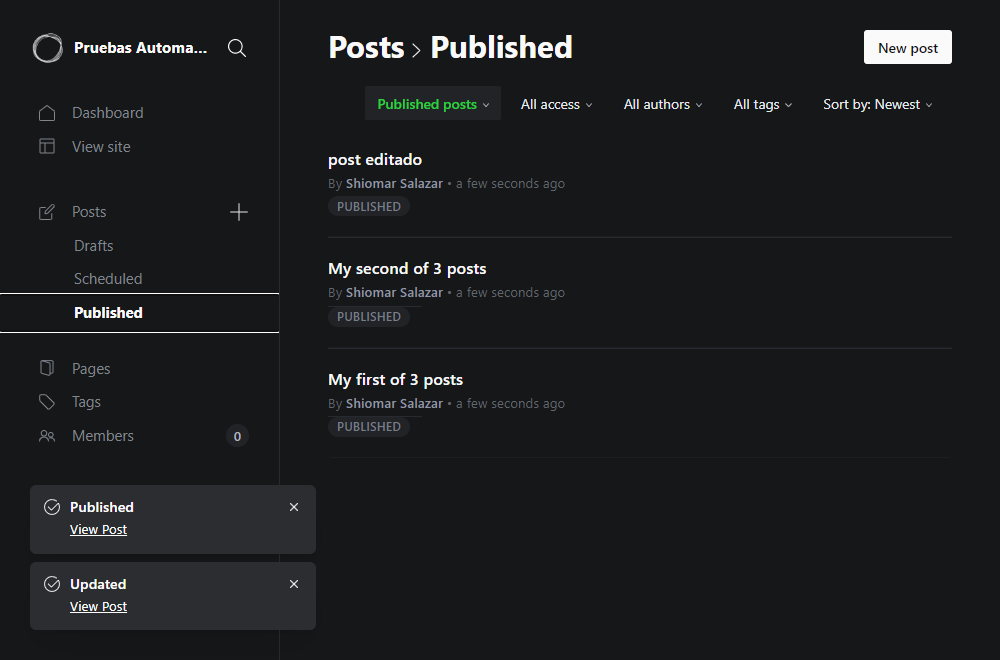 Pruebas Automa...
Dashboard
View site
Posts
Drafts
Scheduled
Published
Pages
Tags
Members 0
Published
View Post
Updated
View Post
Posts > Published
New post
Published posts All access All authors All tags Sort by: Newest
post editado
By Shiomar Salazar • a few seconds ago
PUBLISHED
My second of 3 posts
By Shiomar Salazar • a few seconds ago
PUBLISHED
My first of 3 posts
By Shiomar Salazar • a few seconds ago
PUBLISHED